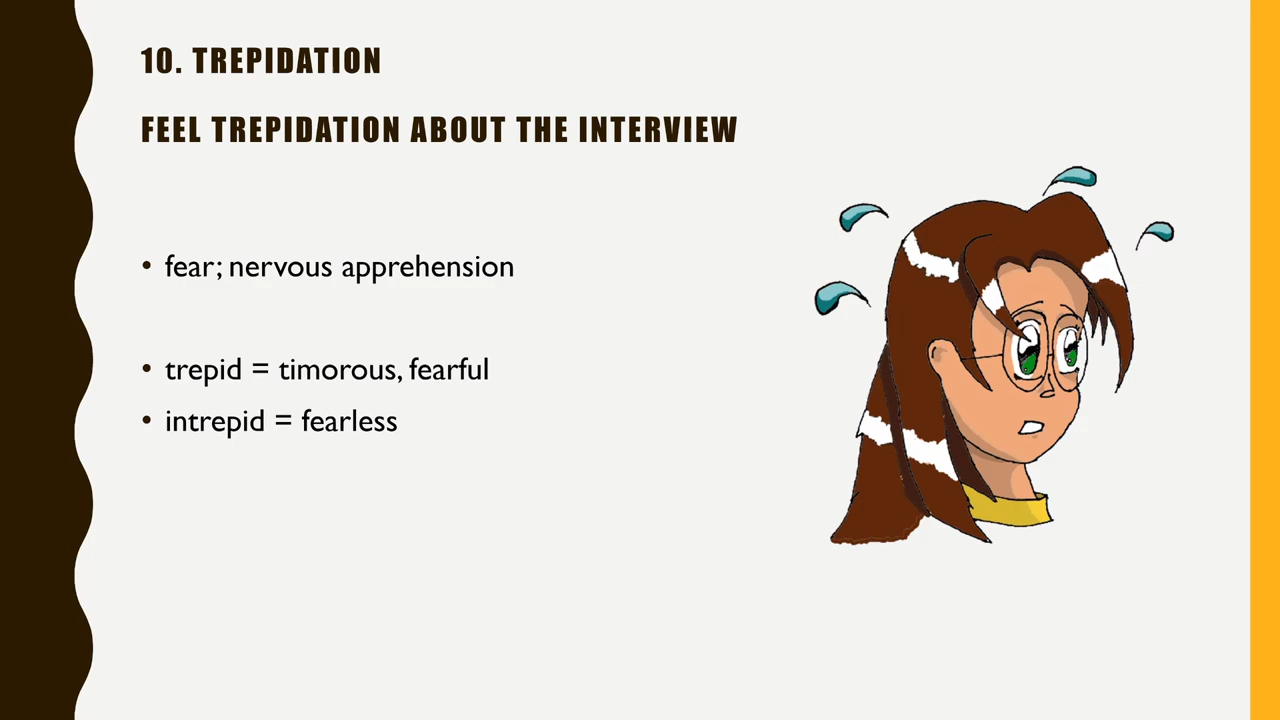 10. TREPIDATION
FEEL TREPIDATION ABOUT THE INTERVIEW
• fear; nervous apprehension
• trepid = timorous, fearful
• intrepid = fearless